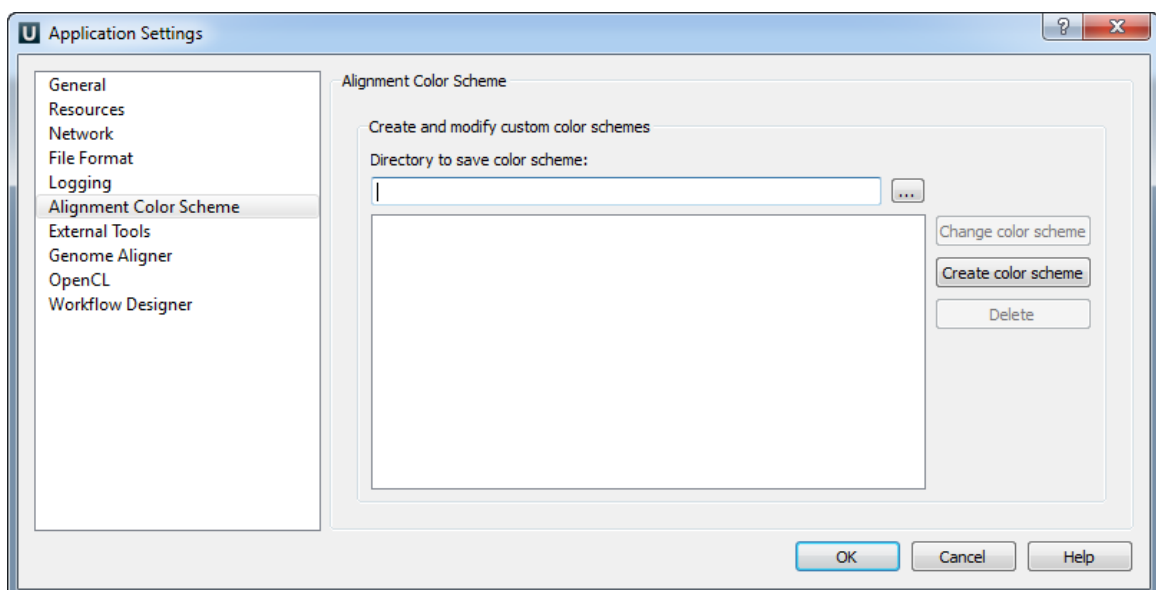 U Application Settings
General
Resources
Network
File Format
Logging
Alignment Color Scheme
External Tools
Genome Aligner
OpenCL
Workflow Designer
Alignment Color Scheme
Create and modify custom color schemes
Directory to save color scheme:
...
Change color scheme
Create color scheme
Delete
OK Cancel Help